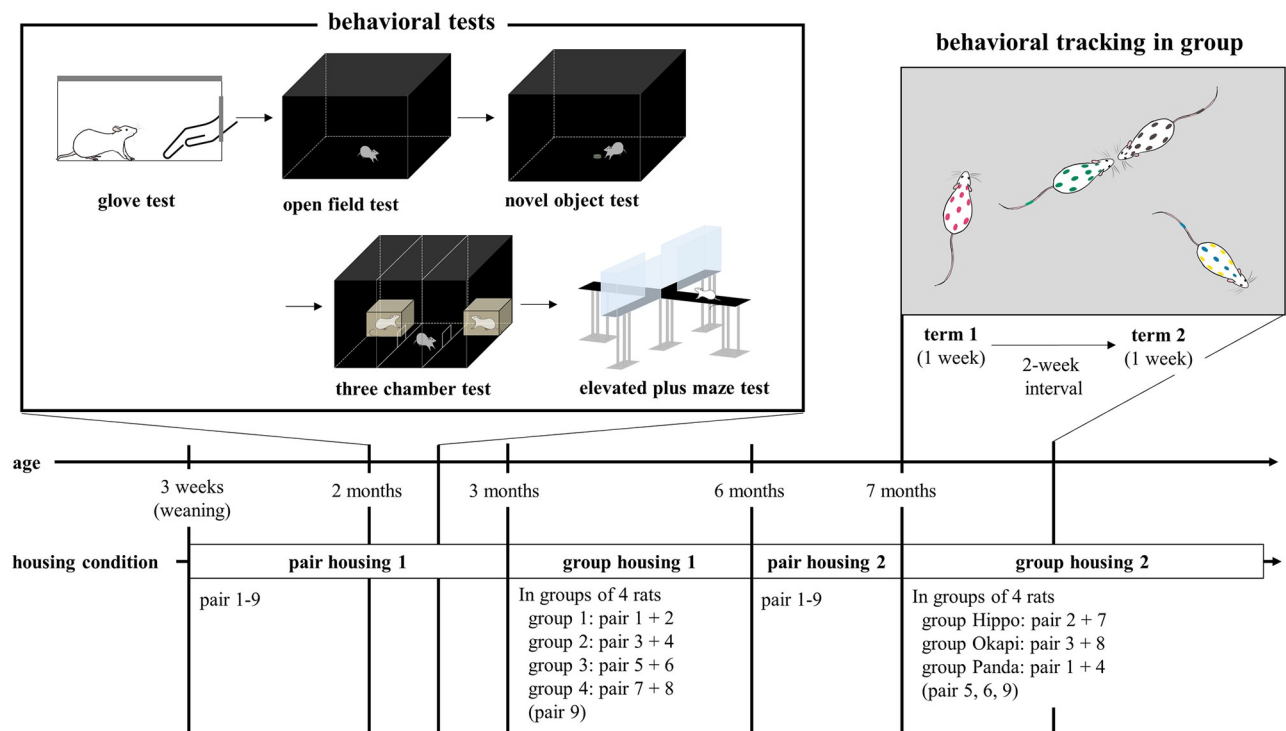 behavioral tests
glove test
open field test
novel object test
three chamber test
elevated plus maze test
behavioral tracking in group
term 1
(1 week)
2-week
interval
term 2
(1 week)
age
3 weeks
(weaning)
2 months
3 months
6 months
7 months
housing condition
pair housing 1
group housing 1
pair housing 2
group housing 2
pair 1-9
In groups of 4 rats
group 1: pair 1 + 2
group 2: pair 3 + 4
group 3: pair 5 + 6
group 4: pair 7 + 8
(pair 9)
pair 1-9
In groups of 4 rats
group Hippo: pair 2 + 7
group Okapi: pair 3 + 8
group Panda: pair 1 + 4
(pair 5, 6, 9)